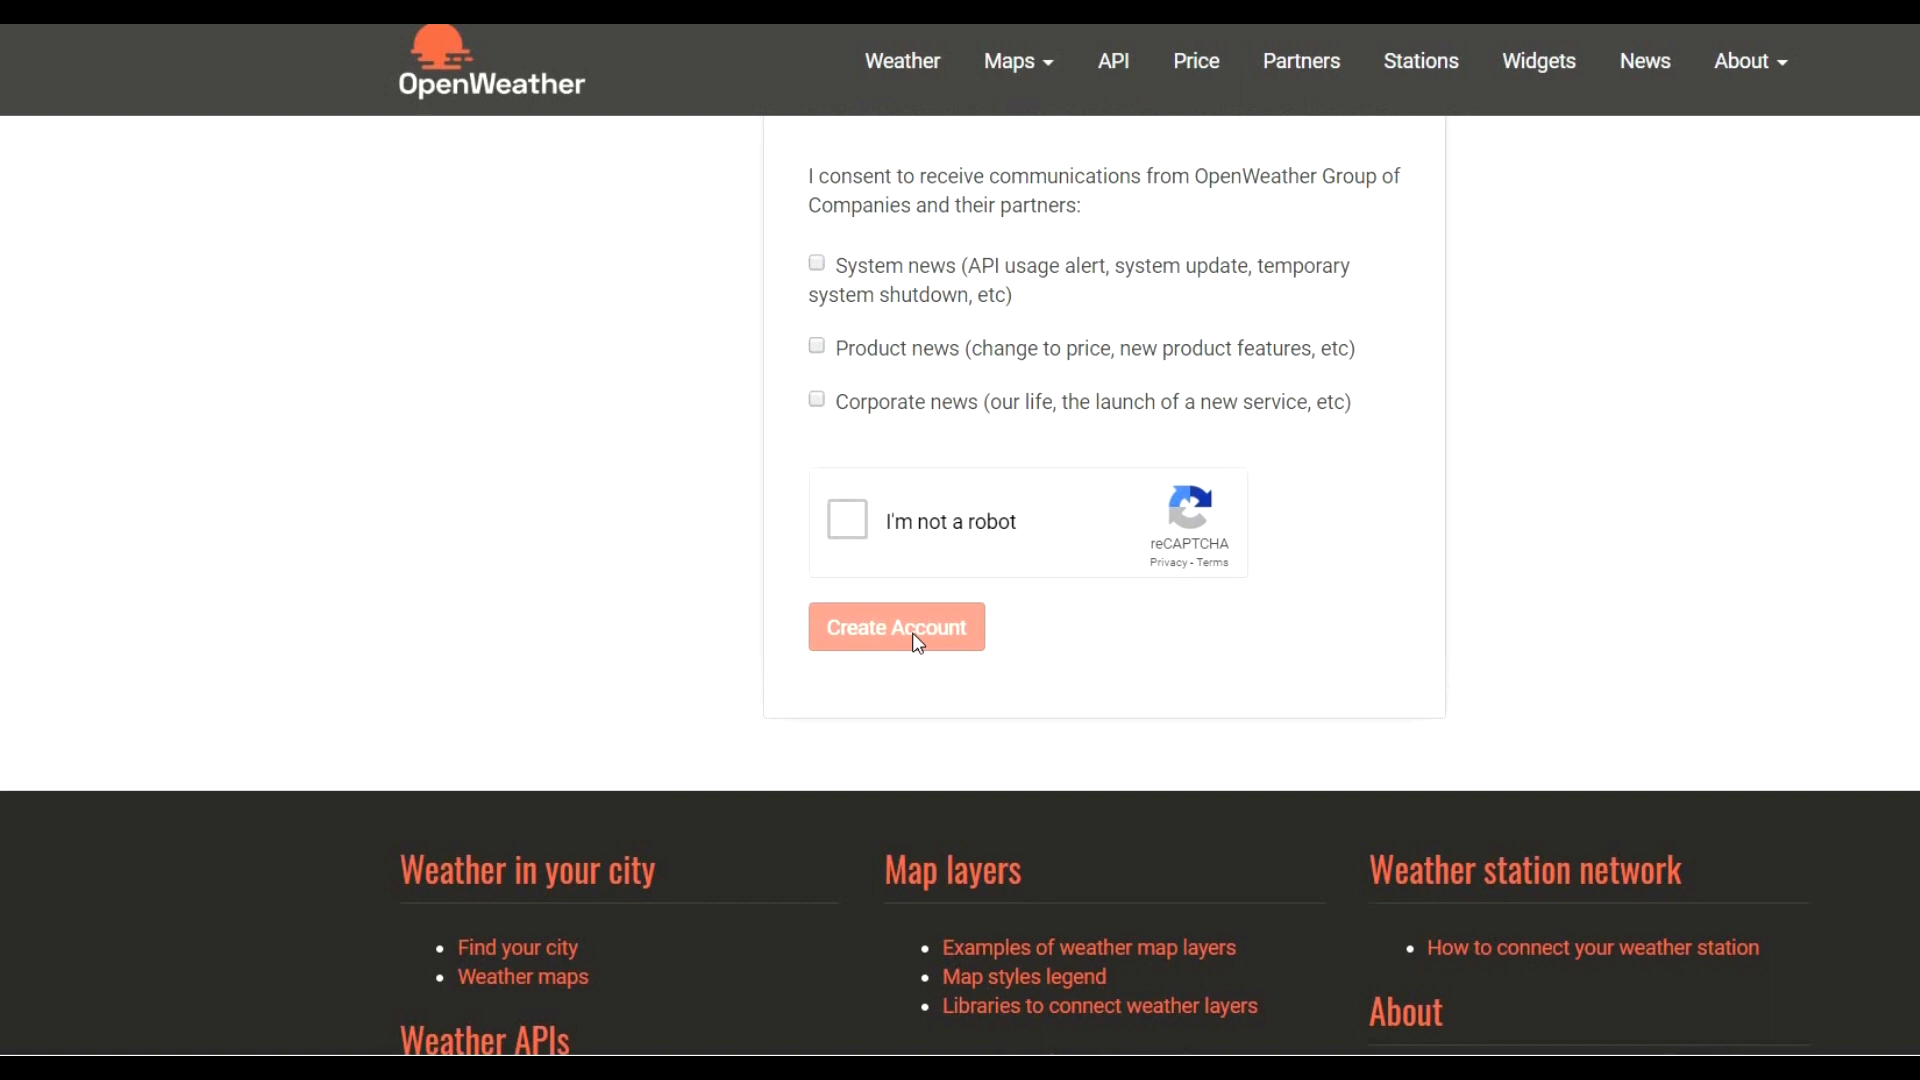 OpenWeather
Weather Maps API Price Partners Stations Widgets News About
I consent to receive communications from OpenWeather Group of
Companies and their partners:
System news (API usage alert, system update, temporary
system shutdown, etc)
Product news (change to price, new product features, etc)
Corporate news (our life, the launch of a new service, etc)
I'm not a robot
reCAPTCHA
Privacy - Terms
Create Account
Weather in your city
Find your city
Weather maps
Weather APIs
Map layers
Examples of weather map layers
Map styles legend
Libraries to connect weather layers
Weather station network
How to connect your weather station
About